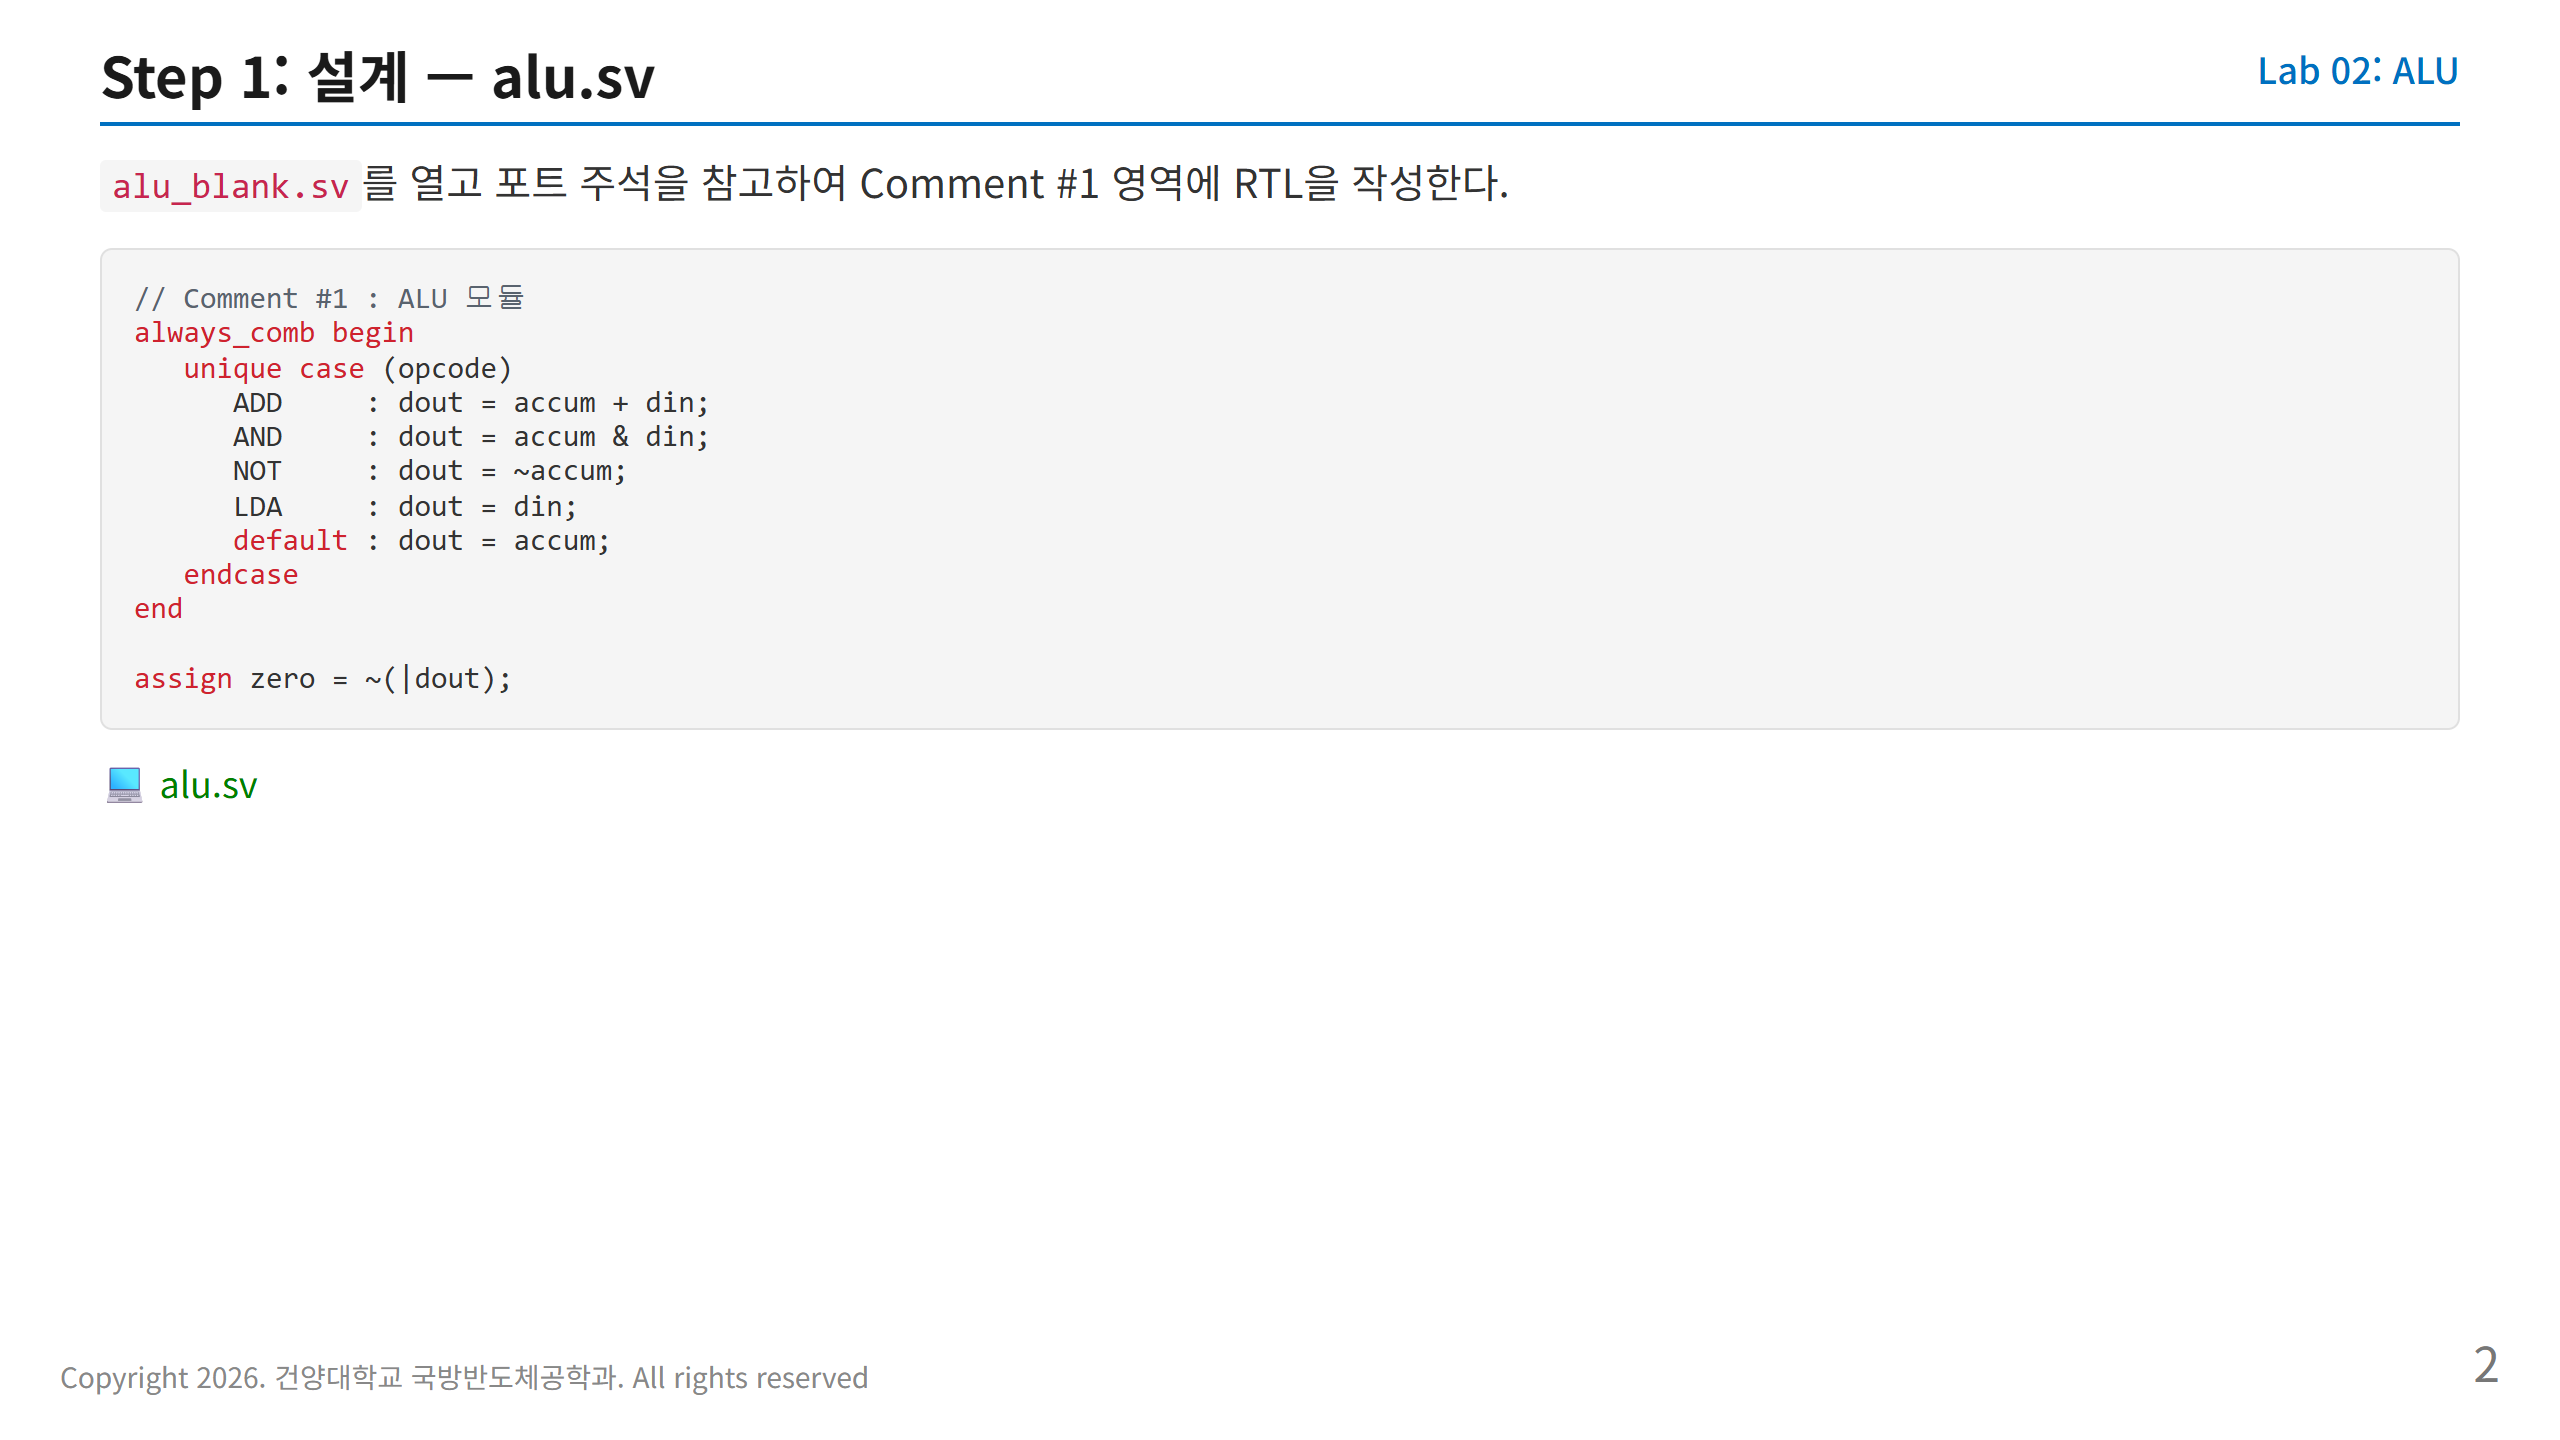 Step 1: 설계 — alu.sv
Lab 02: ALU
alu_blank.sv를 열고 포트 주석을 참고하여 Comment #1 영역에 RTL을 작성한다.
// Comment #1 : ALU 모듈
always_comb begin
   unique case (opcode)
      ADD     : dout = accum + din;
      AND     : dout = accum & din;
      NOT     : dout = ~accum;
      LDA     : dout = din;
      default : dout = accum;
   endcase
end
assign zero = ~(|dout);
💻 alu.sv
Copyright 2026. 건양대학교 국방반도체공학과. All rights reserved
2